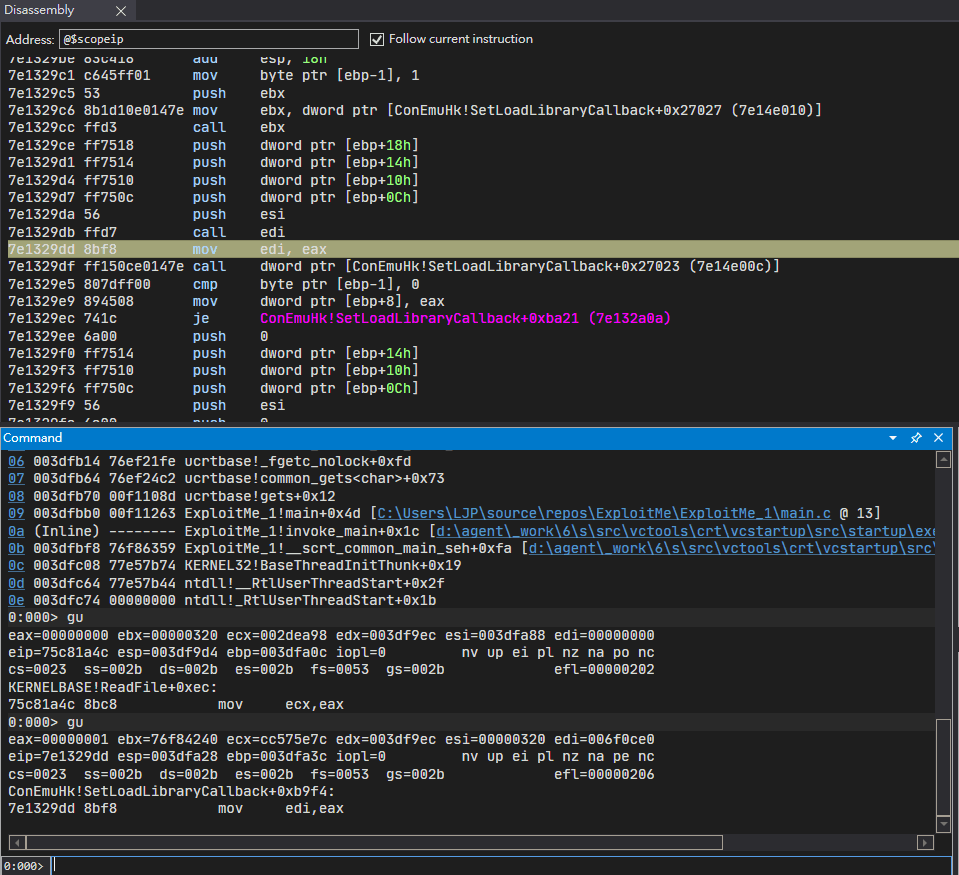 Disassembly
Address: @$scopeip Follow current instruction
7e1329be 83c418 add esp, 18h
7e1329c1 c645ff01 mov byte ptr [ebp-1], 1
7e1329c5 53 push ebx
7e1329c6 8b1d10e0147e mov ebx, dword ptr [ConEmuHk!SetLoadLibraryCallback+0x27027 (7e14e010)]
7e1329cc ffd3 call ebx
7e1329ce ff7518 push dword ptr [ebp+18h]
7e1329d1 ff7514 push dword ptr [ebp+14h]
7e1329d4 ff7510 push dword ptr [ebp+10h]
7e1329d7 ff750c push dword ptr [ebp+0Ch]
7e1329da 56 push esi
7e1329db ffd7 call edi
7e1329dd 8bf8 mov edi, eax
7e1329df ff150ce0147e call dword ptr [ConEmuHk!SetLoadLibraryCallback+0x27023 (7e14e00c)]
7e1329e5 807dff00 cmp byte ptr [ebp-1], 0
7e1329e9 894508 mov dword ptr [ebp+8], eax
7e1329ec 741c je ConEmuHk!SetLoadLibraryCallback+0xba21 (7e132a0a)
7e1329ee 6a00 push 0
7e1329f0 ff7514 push dword ptr [ebp+14h]
7e1329f3 ff7510 push dword ptr [ebp+10h]
7e1329f6 ff750c push dword ptr [ebp+0Ch]
7e1329f9 56 push esi
7e1329fa 6a00 push 0
Command
06 003dfb14 76ef21fe ucrtbase!_fgetc_nolock+0xfd
07 003dfb64 76ef24c2 ucrtbase!common_gets<char>+0x73
08 003dfb70 00f1108d ucrtbase!gets+0x12
09 003dfbb0 00f11263 ExploitMe_1!main+0x4d [C:\Users\LJP\source\repos\ExploitMe\ExploitMe_1\main.c @ 13]
0a (Inline) -------- ExploitMe_1!invoke_main+0x1c [d:\agent\_work\6\s\src\vctools\crt\vcstartup\src\startup\exe
0b 003dfbf8 76f86359 ExploitMe_1!__scrt_common_main_seh+0xfa [d:\agent\_work\6\s\src\vctools\crt\vcstartup\src\
0c 003dfc08 77e57b74 KERNEL32!BaseThreadInitThunk+0x19
0d 003dfc64 77e57b44 ntdll!__RtlUserThreadStart+0x2f
0e 003dfc74 00000000 ntdll!_RtlUserThreadStart+0x1b
0:000> gu
eax=00000000 ebx=00000320 ecx=002dea98 edx=003df9ec esi=003dfa88 edi=00000000
eip=75c81a4c esp=003df9d4 ebp=003dfa0c iopl=0 nv up ei pl nz na po nc
cs=0023 ss=002b ds=002b es=002b fs=0053 gs=002b efl=00000202
KERNELBASE!ReadFile+0xec:
75c81a4c 8bc8 mov ecx,eax
0:000> gu
eax=00000001 ebx=76f84240 ecx=cc575e7c edx=003df9ec esi=00000320 edi=006f0ce0
eip=7e1329dd esp=003dfa28 ebp=003dfa3c iopl=0 nv up ei pl nz na pe nc
cs=0023 ss=002b ds=002b es=002b fs=0053 gs=002b efl=00000206
ConEmuHk!SetLoadLibraryCallback+0xb9f4:
7e1329dd 8bf8 mov edi,eax
0:000>